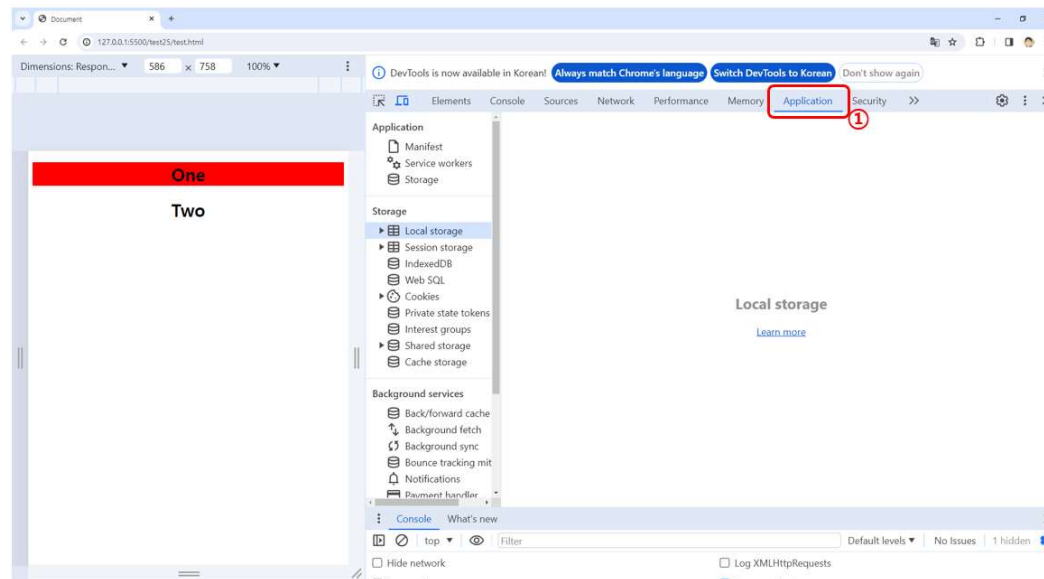 Document
127.0.0.1:5500/test25/test.html
Dimensions: Respon... ▼ 586 x 758 100% ▼
DevTools is now available in Korean! Always match Chrome's language Switch DevTools to Korean Don't show again
Elements Console Sources Network Performance Memory Application Security
①
One
Two
Application
Manifest
Service workers
Storage
Storage
Local storage
Session storage
IndexedDB
Web SQL
Cookies
Private state tokens
Interest groups
Shared storage
Cache storage
Background services
Back/forward cache
Background fetch
Background sync
Bounce tracking mit
Notifications
Payment handler
Local storage
Learn more
Console What's new
top ▼ Filter Default levels ▼ No Issues 1 hidden
Hide network Log XMLHttpRequests